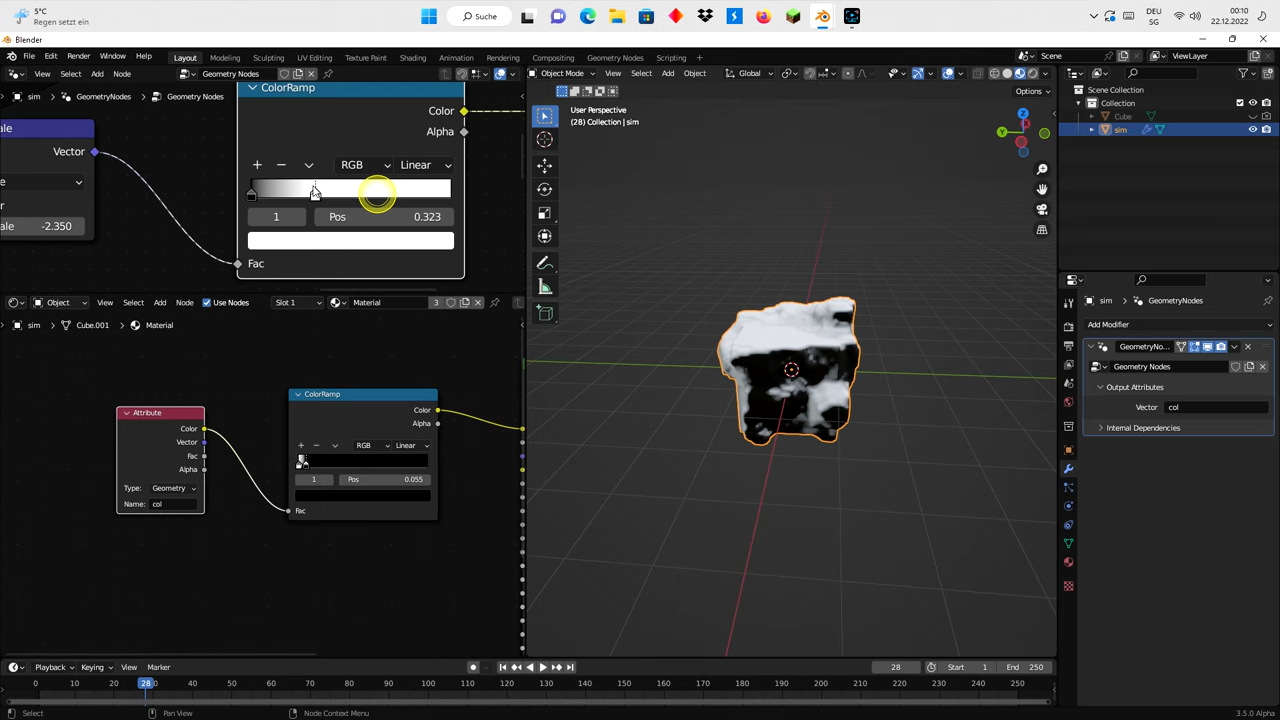 5°C
Regen setzt ein
Suche
DE
SG
00:10
22.12.2022
Blender
File Edit Render Window Help
Layout Modeling Sculpting UV Editing Texture Paint Shading Animation Rendering Compositing Geometry Nodes Scripting
Scene
ViewLayer
View Select Add Node
Geometry Nodes
Object Mode
View Select Add Object
Global
Options
sim
GeometryNodes
Geometry Nodes
ColorRamp
Color
Alpha
RGB
Linear
1
Pos 0.323
Fac
ale
Vector
-2.350
Object
View Select Add Node
Use Nodes
Slot 1
Material
3
sim
Cube.001
Material
Attribute
Color
Vector
Fac
Alpha
Type: Geometry
Name: col
ColorRamp
Color
Alpha
RGB
Linear
1
Pos 0.055
Fac
User Perspective
(28) Collection | sim
Z
Y
Scene Collection
Collection
Cube
sim
sim
GeometryNodes
Add Modifier
GeometryNo...
Geometry Nodes
Output Attributes
Vector col
Internal Dependencies
Playback Keying View Marker
28
Start 1
End 250
0 10 20 28 30 40 50 60 70 80 90 100 110 120 130 140 150 160 170 180 190 200 210 220 230 240 250
Select
Pan View
Node Context Menu
3.5.0 Alpha